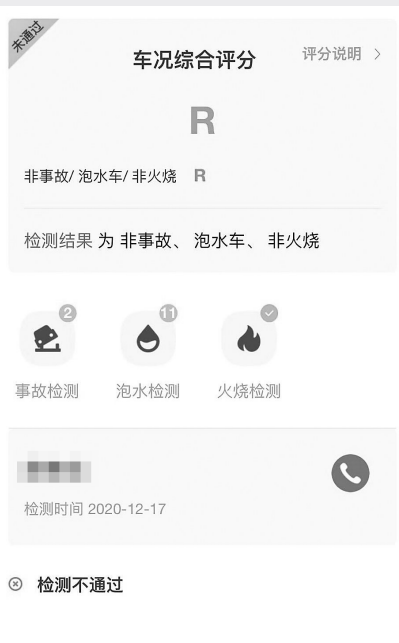 未通过
车况综合评分
评分说明
R
非事故/ 泡水车/ 非火烧 R
检测结果 为 非事故、 泡水车、 非火烧
2
11
事故检测
泡水检测
火烧检测
检测时间 2020-12-17
检测不通过